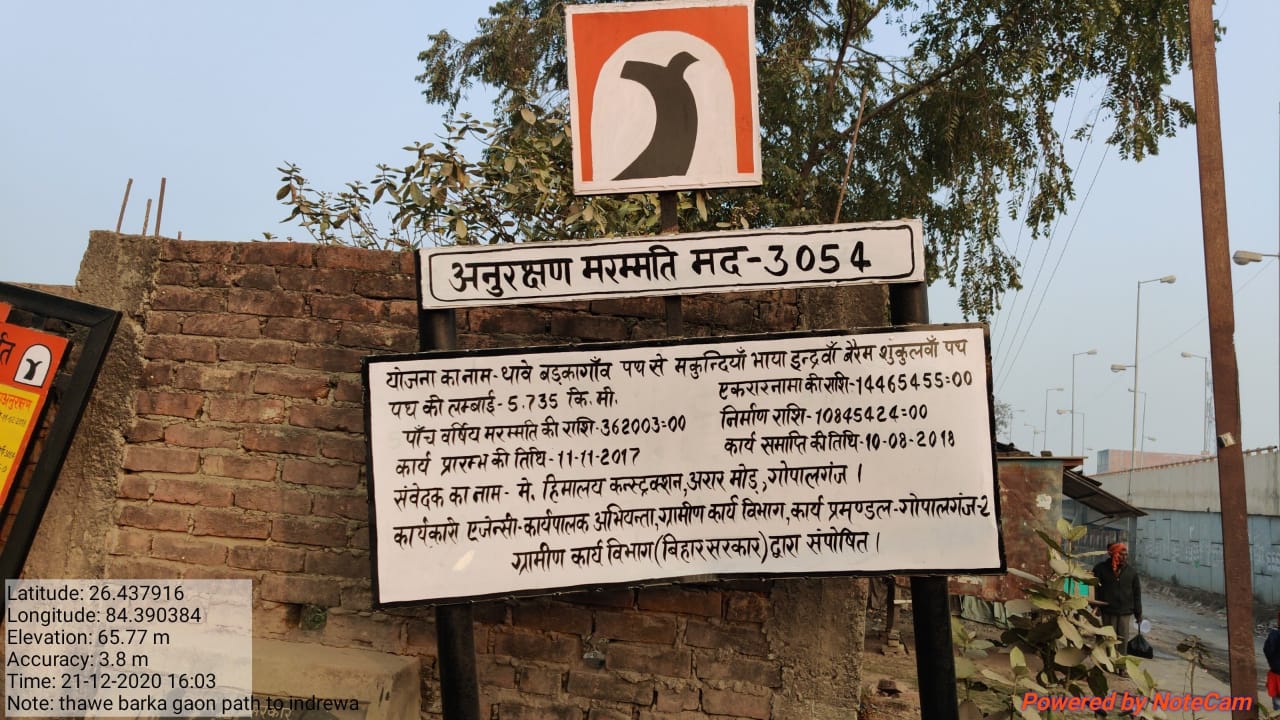 अनुरक्षण मरम्मति मद-3054
योजना का नाम- थावे बड़कागाँव पथ से मकुन्दियाँ भाया इन्द्रवाँ बैरम शुंकुलवाँ पथ
पथ की लम्बाई- 5.735 कि.मी.
एकरारनामा की राशि-14465455=00
पाँच वर्षिय मरम्मति की राशि-362003=00
निर्माण राशि-10845424=00
कार्य प्रारम्भ की तिथि-11-11-2017
कार्य समाप्ति की तिथि-10-08-2018
संवेदक का नाम- मे. हिमालय कन्स्ट्रक्शन,अरार मोड़,गोपालगंज।
कार्यकारी एजेन्सी-कार्यपालक अभियन्ता,ग्रामीण कार्य विभाग,कार्य प्रमण्डल-गोपालगंज-2
ग्रामीण कार्य विभाग(बिहार सरकार)द्वारा संपोषित।
Latitude: 26.437916
Longitude: 84.390384
Elevation: 65.77 m
Accuracy: 3.8 m
Time: 21-12-2020 16:03
Note: thawe barka gaon path to indrewa
Powered by NoteCam